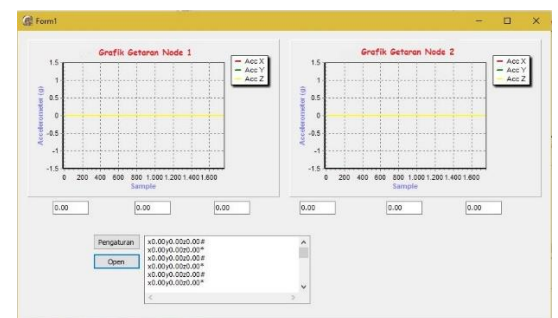 Form1
Grafik Getaran Node 1
Acc X
Acc Y
Acc Z
Accelerometer (g)
1.5
1
0.5
0
-0.5
-1
-1.5
0 200 400 600 800 1.000 1.200 1.400 1.600
Sample
Grafik Getaran Node 2
Acc X
Acc Y
Acc Z
Accelerometer (g)
1.5
1
0.5
0
-0.5
-1
-1.5
0 200 400 600 800 1.000 1.200 1.400 1.600
Sample
0.00 0.00 0.00 0.00 0.00 0.00
Pengaturan
Open
x0.00y0.00z0.00#
x0.00y0.00z0.00*
x0.00y0.00z0.00#
x0.00y0.00z0.00*
x0.00y0.00z0.00#
x0.00y0.00z0.00*